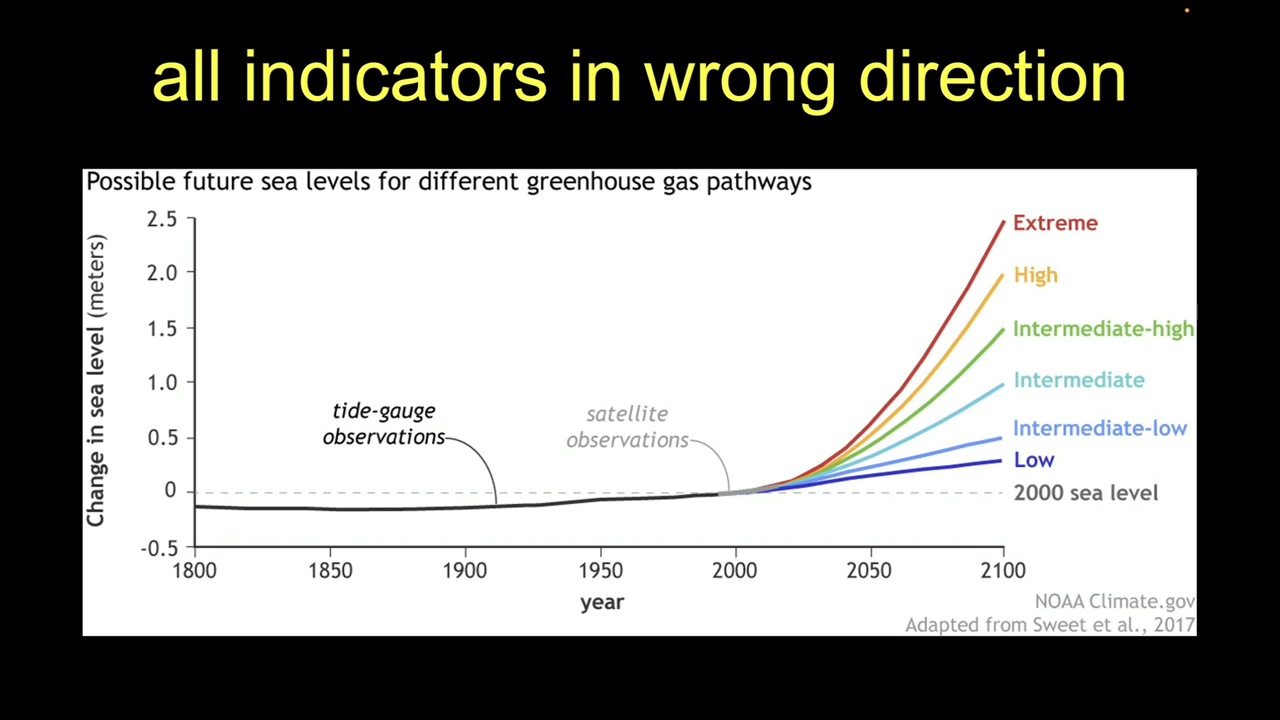 all indicators in wrong direction
Possible future sea levels for different greenhouse gas pathways
Change in sea level (meters)
2.5
2.0
1.5
1.0
0.5
0
-0.5
tide-gauge
observations
satellite
observations
Extreme
High
Intermediate-high
Intermediate
Intermediate-low
Low
2000 sea level
1800 1850 1900 1950 2000 2050 2100
year
NOAA Climate.gov
Adapted from Sweet et al., 2017